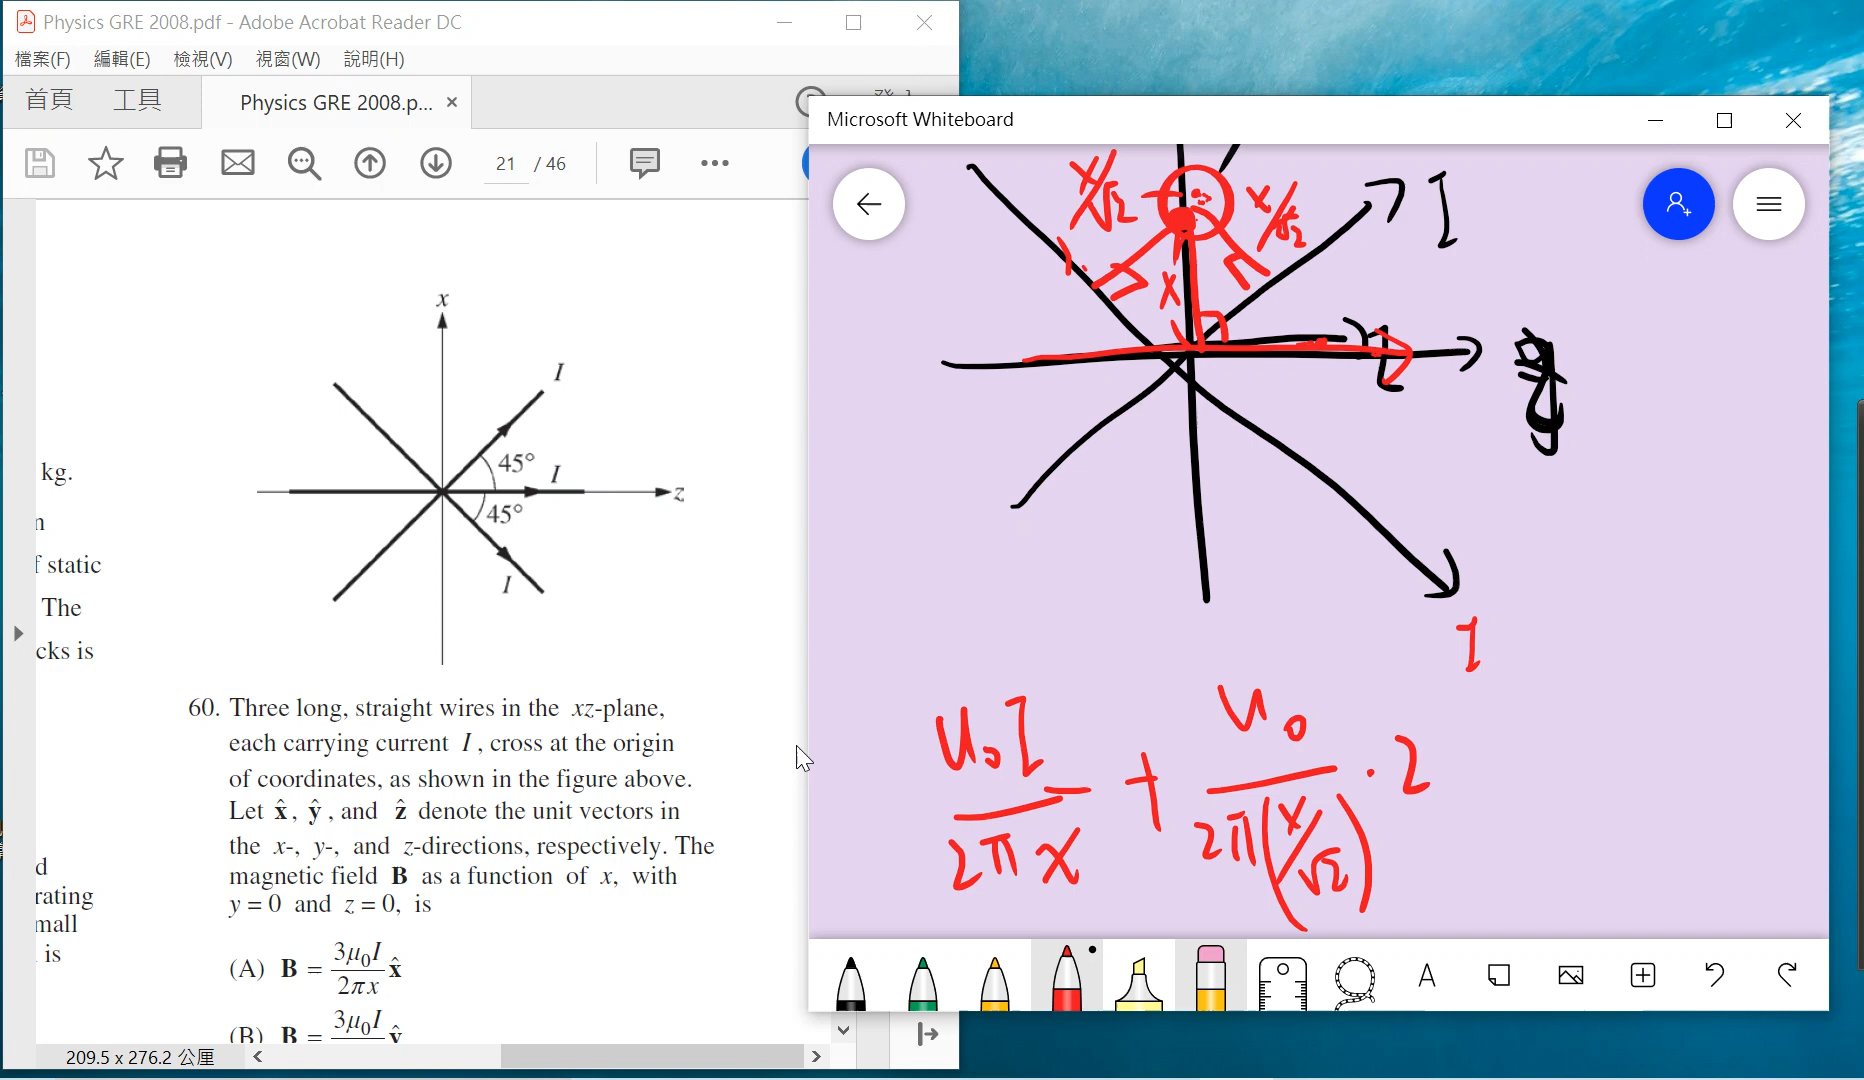 Physics GRE 2008.pdf - Adobe Acrobat Reader DC
檔案(F) 編輯(E) 檢視(V) 視窗(W) 說明(H)
首頁 工具 Physics GRE 2008.p... ×
21 / 46
kg.
n
f static
The
cks is
d
rating
mall
is
x
I
45°
I
z
45°
I
60. Three long, straight wires in the xz-plane,
each carrying current I, cross at the origin
of coordinates, as shown in the figure above.
Let x̂, ŷ, and ẑ denote the unit vectors in
the x-, y-, and z-directions, respectively. The
magnetic field B as a function of x, with
y = 0 and z = 0, is
(A) B = 3μ₀I/2πx x̂
(B) B = 3μ₀I ŷ
209.5 x 276.2 公厘
Microsoft Whiteboard
x/√2
x/√2
I
x
I
I
u₀I/2πx + u₀/2π(x/√2) · 2
A